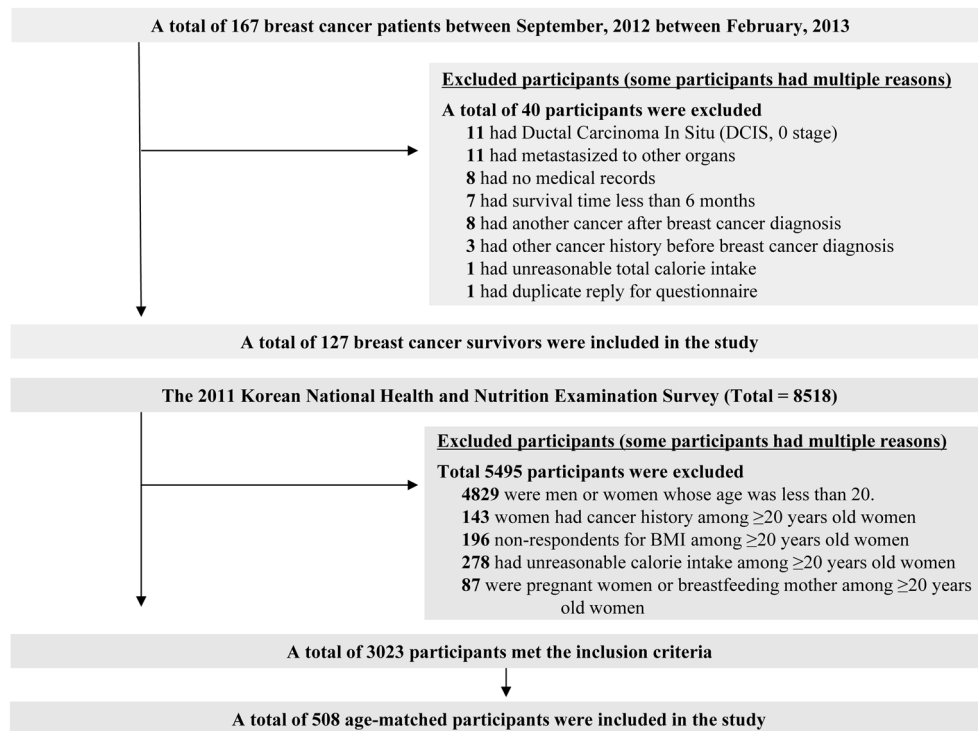 A total of 167 breast cancer patients between September, 2012 between February, 2013
Excluded participants (some participants had multiple reasons)
A total of 40 participants were excluded
11 had Ductal Carcinoma In Situ (DCIS, 0 stage)
11 had metastasized to other organs
8 had no medical records
7 had survival time less than 6 months
8 had another cancer after breast cancer diagnosis
3 had other cancer history before breast cancer diagnosis
1 had unreasonable total calorie intake
1 had duplicate reply for questionnaire
A total of 127 breast cancer survivors were included in the study
The 2011 Korean National Health and Nutrition Examination Survey (Total = 8518)
Excluded participants (some participants had multiple reasons)
Total 5495 participants were excluded
4829 were men or women whose age was less than 20.
143 women had cancer history among ≥20 years old women
196 non-respondents for BMI among ≥20 years old women
278 had unreasonable calorie intake among ≥20 years old women
87 were pregnant women or breastfeeding mother among ≥20 years
old women
A total of 3023 participants met the inclusion criteria
A total of 508 age-matched participants were included in the study